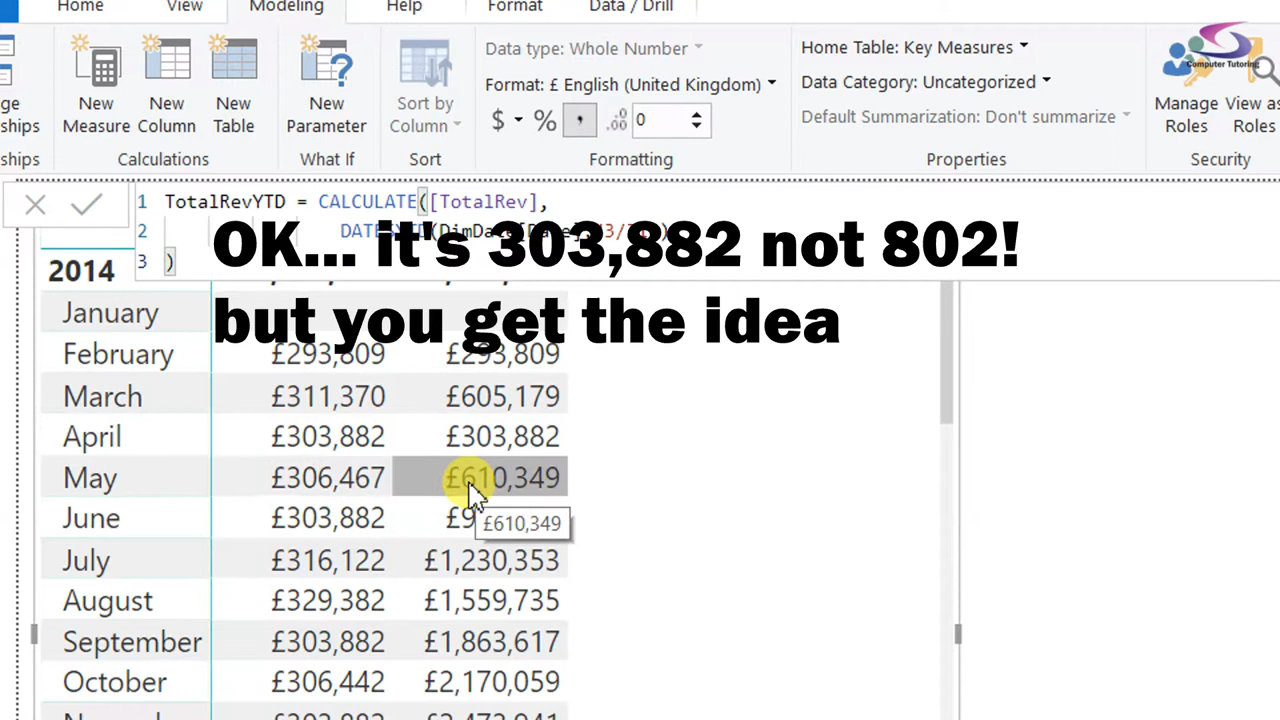 Home View Modeling Help Format Data / Drill
Data type: Whole Number
Home Table: Key Measures
Format: £ English (United Kingdom)
Data Category: Uncategorized
$ % , 0
Default Summarization: Don't summarize
New Measure
New Column
New Table
New Parameter
Sort by Column
Manage Roles
View as Roles
Computer Tutoring
Calculations What If Sort Formatting Properties Security
1 TotalRevYTD = CALCULATE([TotalRev],
2
3 )
OK... it's 303,882 not 802!
but you get the idea
2014
January
February £293,809 £293,809
March £311,370 £605,179
April £303,882 £303,882
May £306,467 £610,349
June £303,882
£610,349
July £316,122 £1,230,353
August £329,382 £1,559,735
September £303,882 £1,863,617
October £306,442 £2,170,059